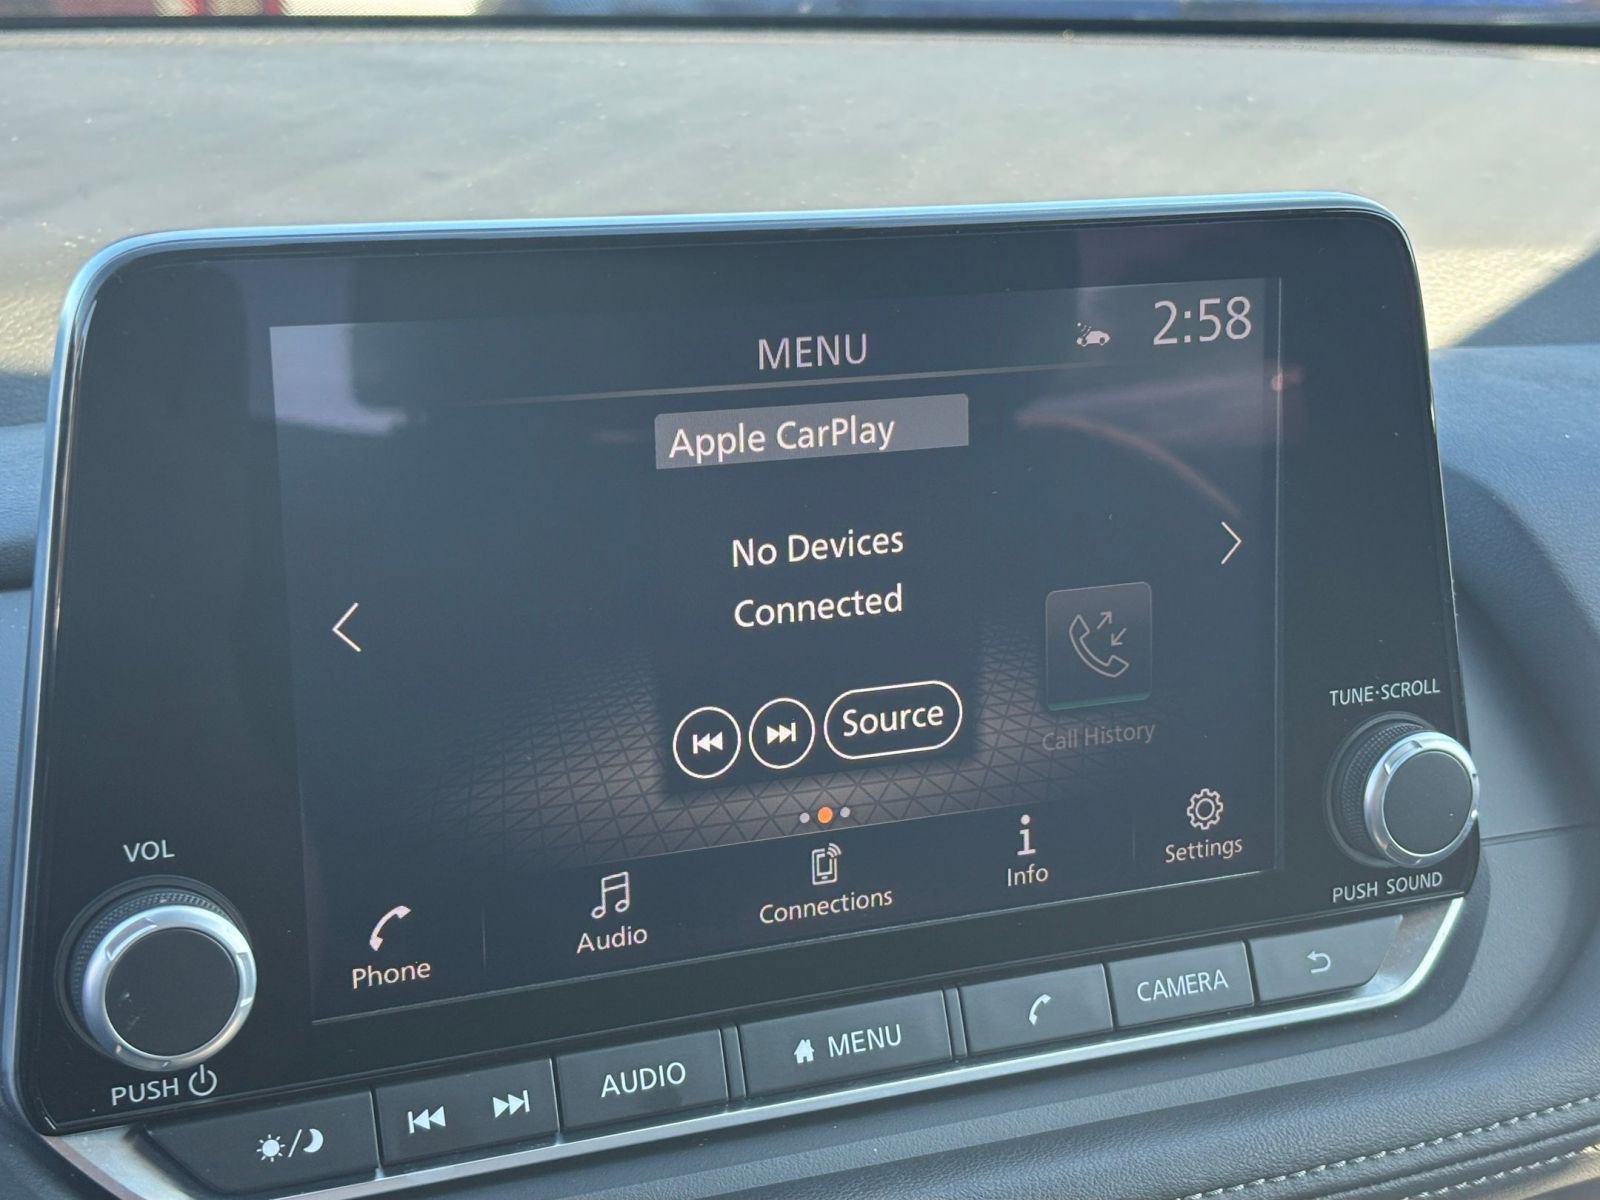 MENU
2:58
Apple CarPlay
No Devices
Connected
Source
Call History
Phone
Audio
Connections
Info
Settings
VOL
PUSH
TUNE·SCROLL
PUSH SOUND
AUDIO
MENU
CAMERA